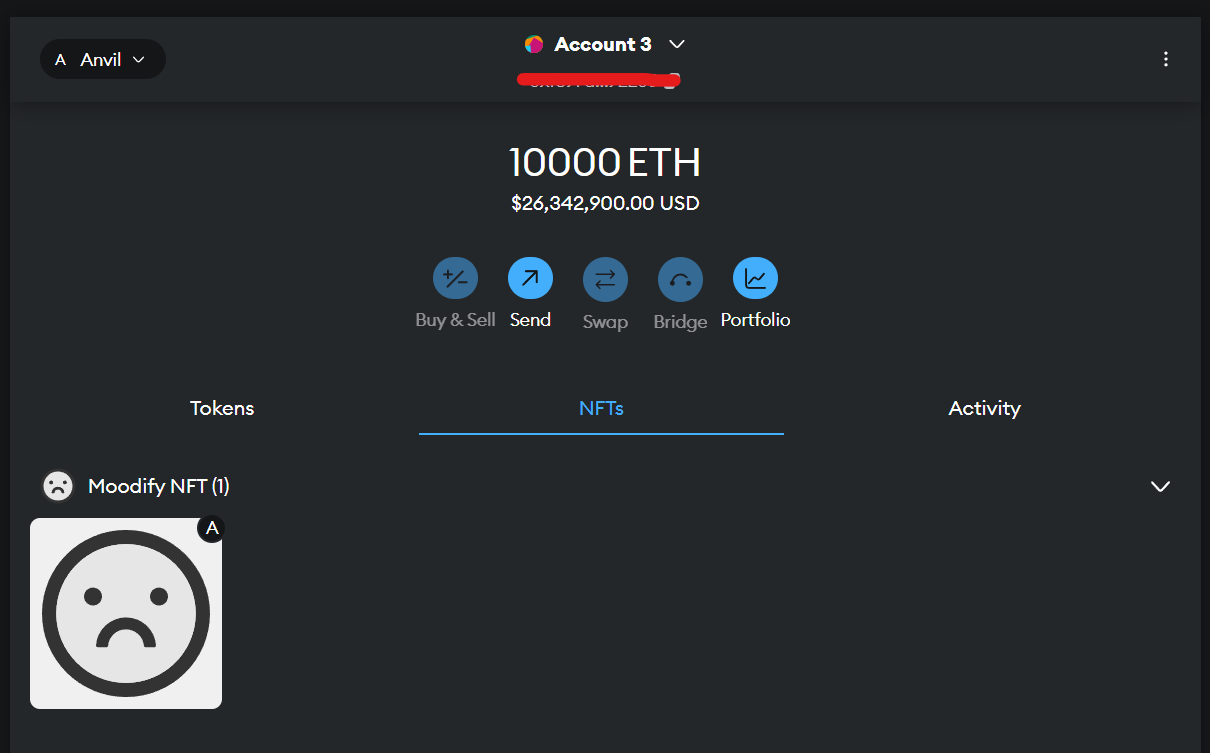 A Anvil
Account 3
10000 ETH
$26,342,900.00 USD
Buy & Sell Send Swap Bridge Portfolio
Tokens NFTs Activity
Moodify NFT (1)
A